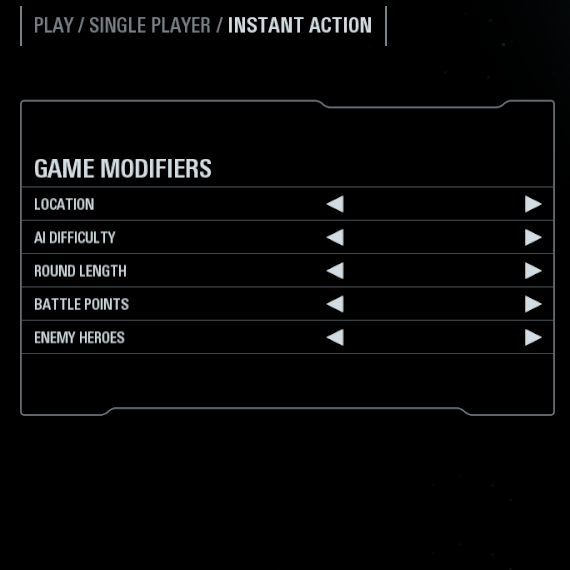 PLAY / SINGLE PLAYER / INSTANT ACTION
GAME MODIFIERS
LOCATION
AI DIFFICULTY
ROUND LENGTH
BATTLE POINTS
ENEMY HEROES